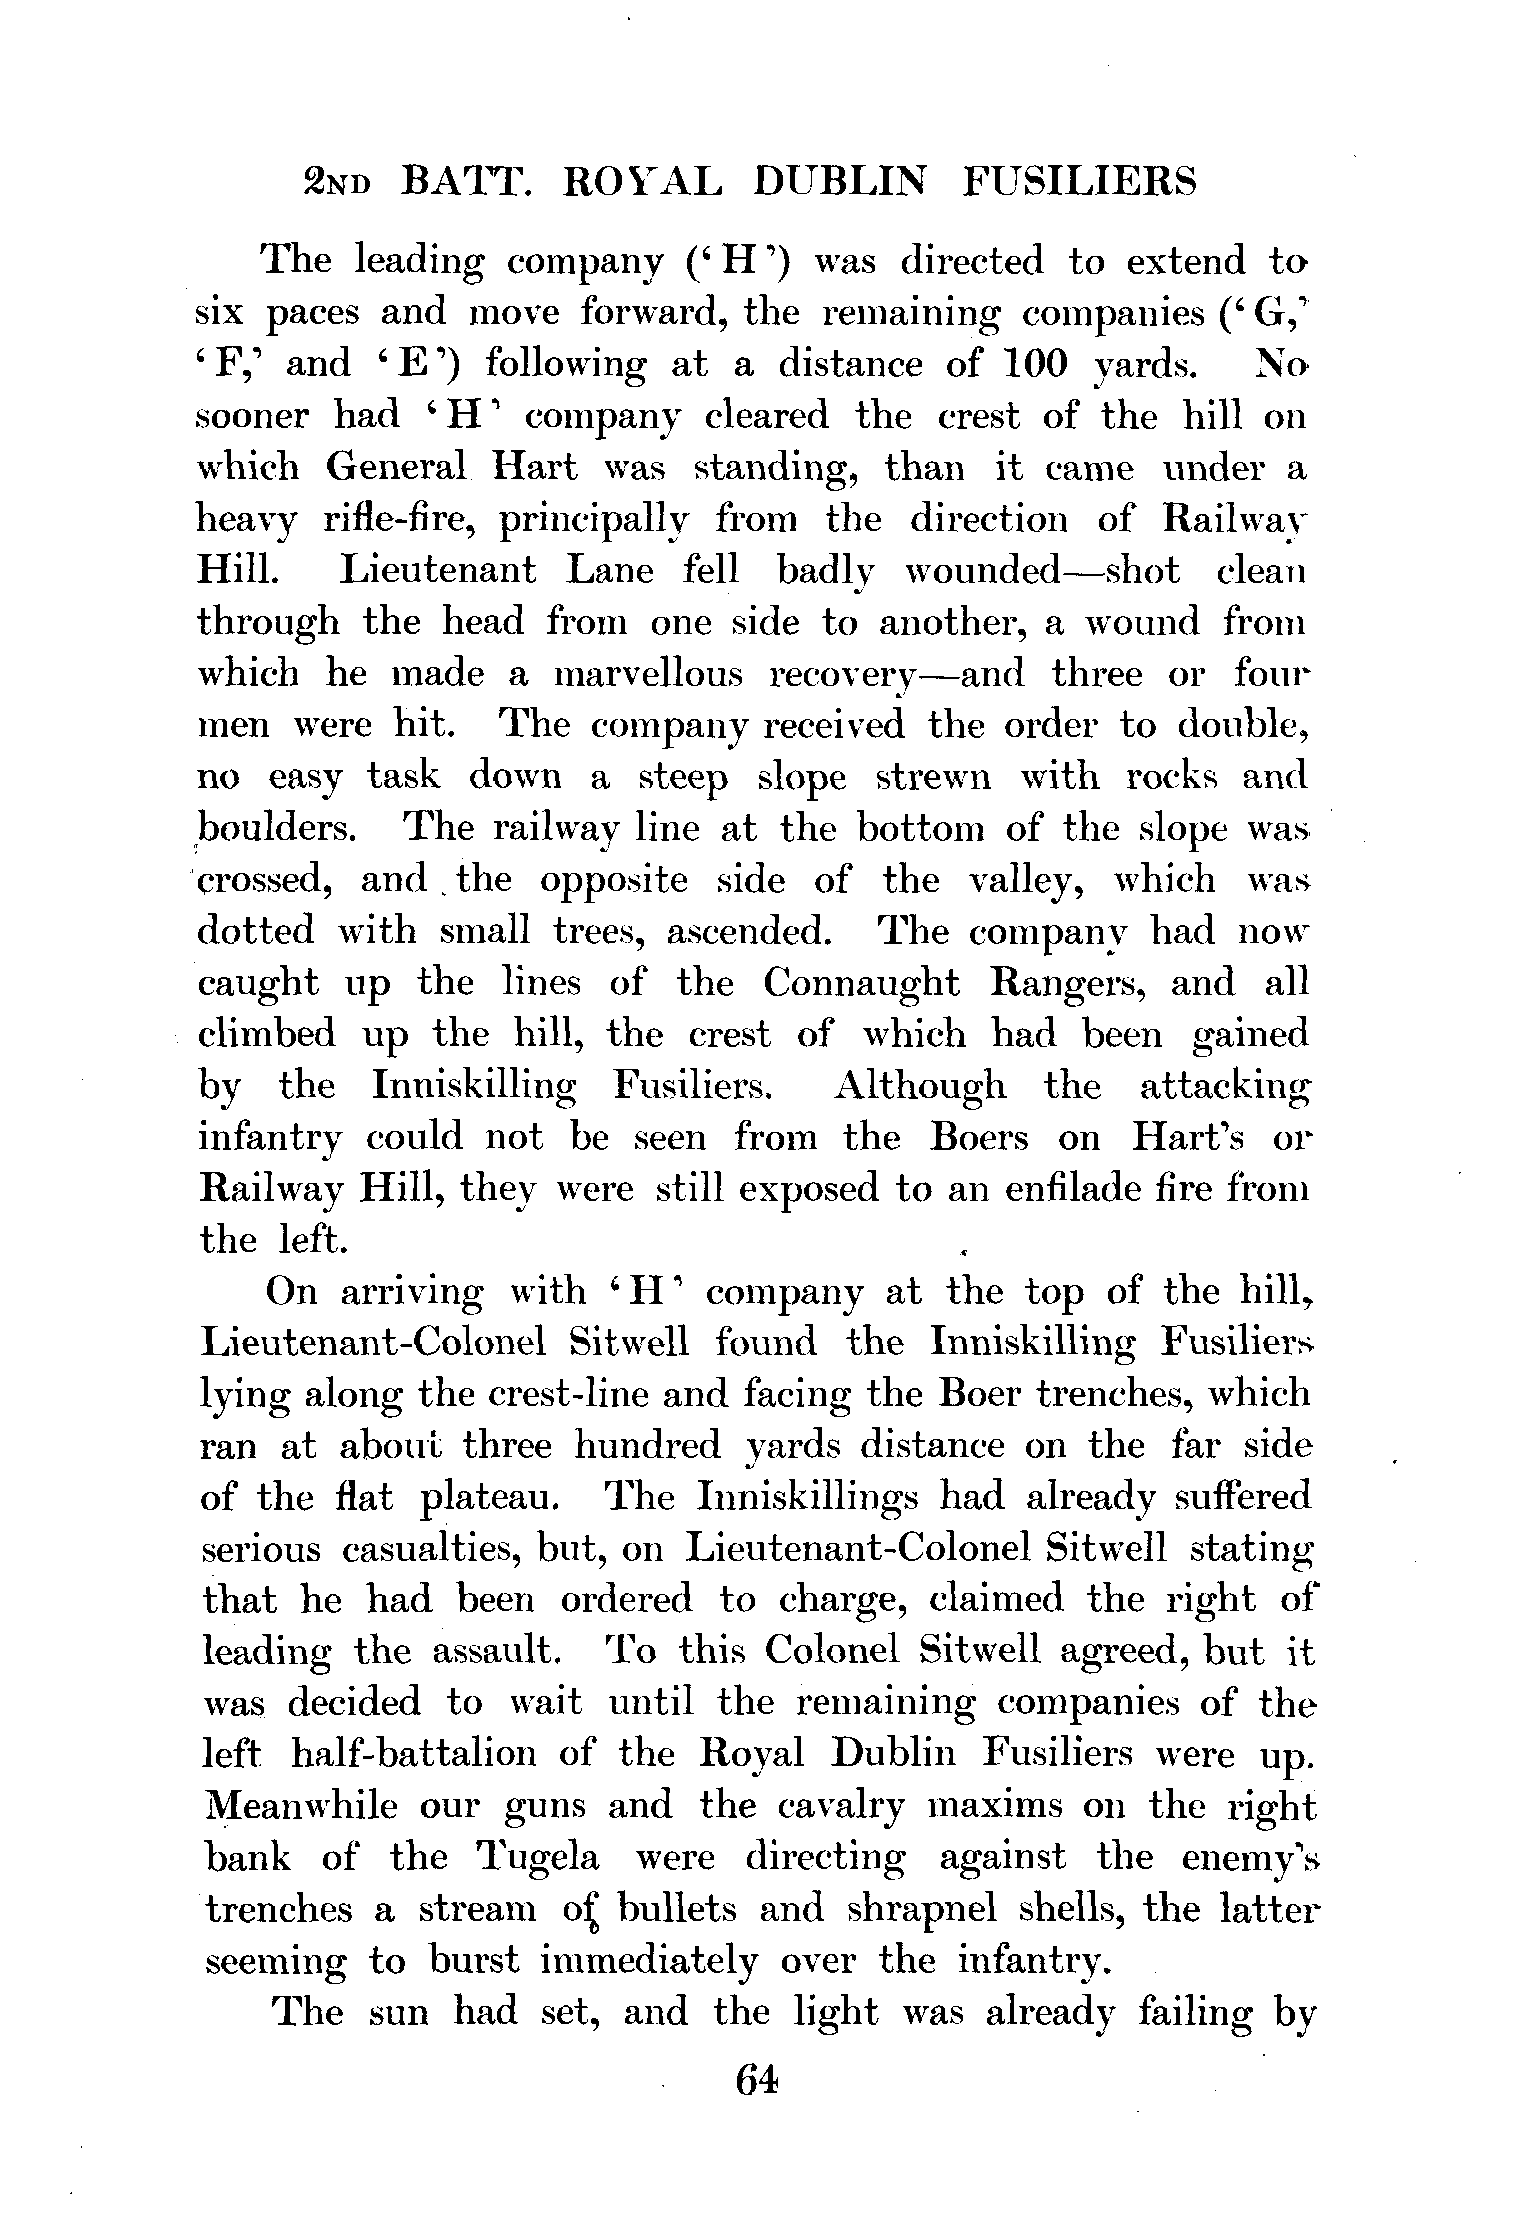 2ND BATT. ROYAL DUBLIN FUSILIERS
The leading company (‘H’) was directed to extend to
six paces and move forward, the remaining companies (‘G,’
‘F,’ and ‘E’) following at a distance of 100 yards. No
sooner had ‘H’ company cleared the crest of the hill on
which General Hart was standing, than it came under a
heavy rifle-fire, principally from the direction of Railway
Hill. Lieutenant Lane fell badly wounded—shot clean
through the head from one side to another, a wound from
which he made a marvellous recovery—and three or four
men were hit. The company received the order to double,
no easy task down a steep slope strewn with rocks and
boulders. The railway line at the bottom of the slope was
crossed, and the opposite side of the valley, which was
dotted with small trees, ascended. The company had now
caught up the lines of the Connaught Rangers, and all
climbed up the hill, the crest of which had been gained
by the Inniskilling Fusiliers. Although the attacking
infantry could not be seen from the Boers on Hart's or
Railway Hill, they were still exposed to an enfilade fire from
the left.
On arriving with ‘H’ company at the top of the hill,
Lieutenant-Colonel Sitwell found the Inniskilling Fusiliers
lying along the crest-line and facing the Boer trenches, which
ran at about three hundred yards distance on the far side
of the flat plateau. The Inniskillings had already suffered
serious casualties, but, on Lieutenant-Colonel Sitwell stating
that he had been ordered to charge, claimed the right of
leading the assault. To this Colonel Sitwell agreed, but it
was decided to wait until the remaining companies of the
left half-battalion of the Royal Dublin Fusiliers were up.
Meanwhile our guns and the cavalry maxims on the right
bank of the Tugela were directing against the enemy's
trenches a stream of bullets and shrapnel shells, the latter
seeming to burst immediately over the infantry.
The sun had set, and the light was already failing by
64